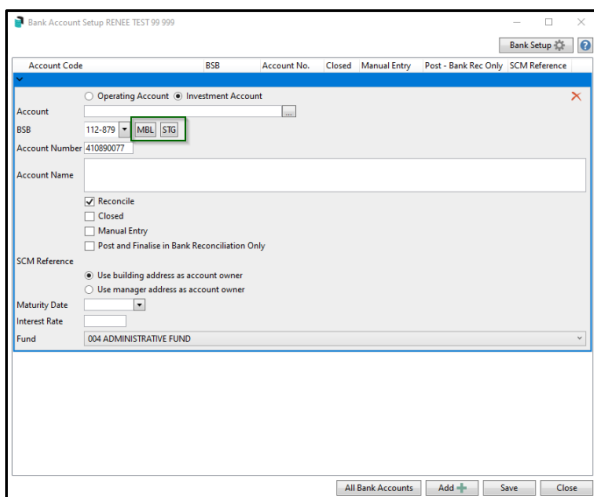 Bank Account Setup RENEE TEST 99 999
Bank Setup
Account Code BSB Account No. Closed Manual Entry Post - Bank Rec Only SCM Reference
Operating Account Investment Account
Account ...
BSB 112-879 MBL STG
Account Number 410890077
Account Name
Reconcile
Closed
Manual Entry
Post and Finalise in Bank Reconciliation Only
SCM Reference
Use building address as account owner
Use manager address as account owner
Maturity Date
Interest Rate
Fund 004 ADMINISTRATIVE FUND
All Bank Accounts Add Save Close